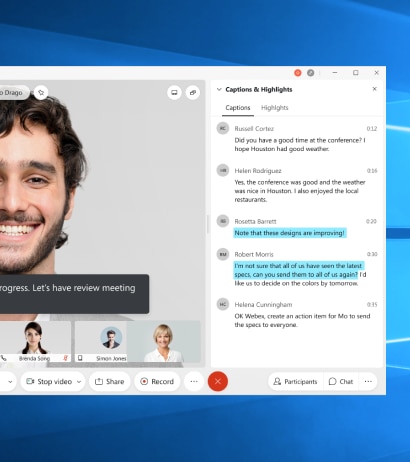 o Drago
Captions & Highlights
Captions Highlights
RC Russell Cortez 0:12
Did you have a good time at the conference? I
hope Houston had good weather.
HR Helen Rodriguez 0:16
Yes, the conference was good and the weather
was nice in Houston. I also enjoyed the local
restaurants.
Rosetta Barrett 0:20
Note that these designs are improving!
RM Robert Morris 0:30
I'm not sure that all of us have seen the latest
specs, can you send them to all of us again? I'd
like us to decide on the colors by tomorrow.
HC Helena Cunningham 0:35
OK Webex, create an action item for Mo to send
the specs to everyone.
rogress. Let's have review meeting
Brenda Song
Simon Jones
Stop video
Share
Record
Participants
Chat